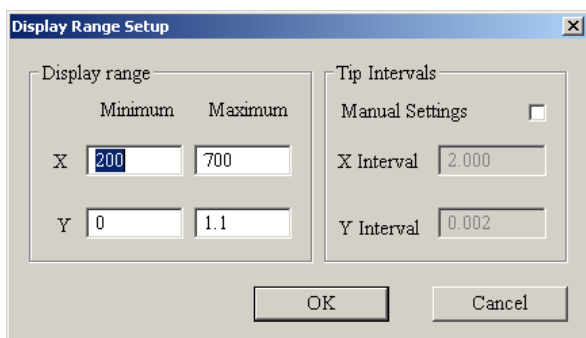 Display Range Setup
Display range
Minimum Maximum
X 200 700
Y 0 1.1
Tip Intervals
Manual Settings
X Interval 2.000
Y Interval 0.002
OK Cancel